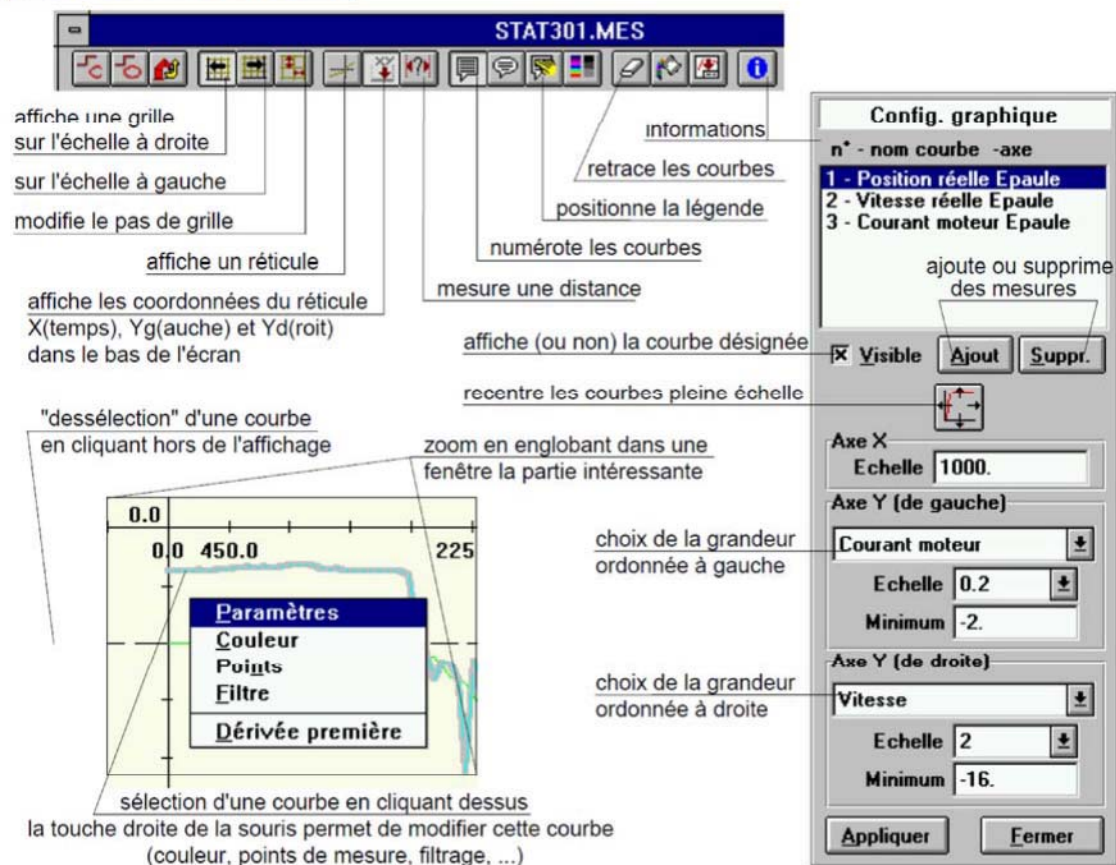 STAT301.MES
affiche une grille
sur l'échelle à droite
sur l'échelle à gauche
modifie le pas de grille
affiche un réticule
affiche les coordonnées du réticule
X(temps), Yg(auche) et Yd(roit)
dans le bas de l'écran
informations
retrace les courbes
positionne la légende
numérote les courbes
mesure une distance
affiche (ou non) la courbe désignée
recentre les courbes pleine échelle
"dessélection" d'une courbe
en cliquant hors de l'affichage
zoom en englobant dans une
fenêtre la partie intéressante
0.0
0.0 450.0 225
Paramètres
Couleur
Points
Filtre
Dérivée première
choix de la grandeur
ordonnée à gauche
choix de la grandeur
ordonnée à droite
sélection d'une courbe en cliquant dessus
la touche droite de la souris permet de modifier cette courbe
(couleur, points de mesure, filtrage, ...)
Config. graphique
n° - nom courbe -axe
1 - Position réelle Epaule
2 - Vitesse réelle Epaule
3 - Courant moteur Epaule
ajoute ou supprime
des mesures
Visible Ajout Suppr.
Axe X
Echelle 1000.
Axe Y (de gauche)
Courant moteur
Echelle 0.2
Minimum -2.
Axe Y (de droite)
Vitesse
Echelle 2
Minimum -16.
Appliquer Fermer